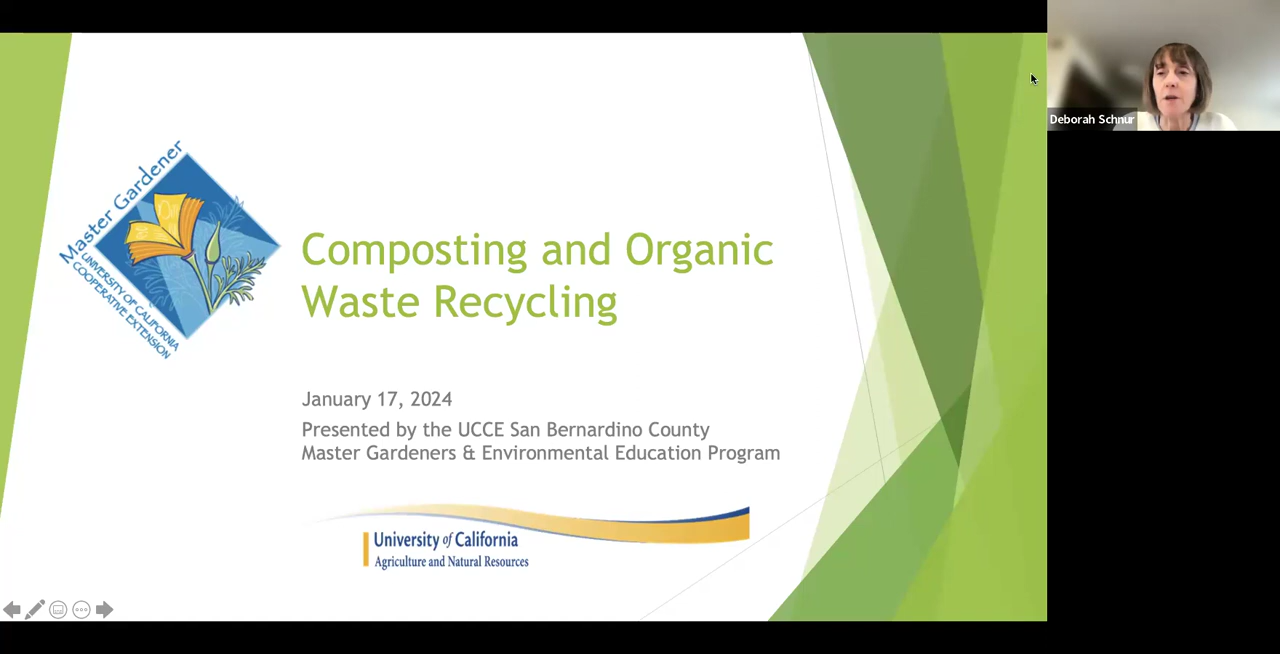 Master Gardener
UNIVERSITY OF CALIFORNIA
COOPERATIVE EXTENSION
Composting and Organic
Waste Recycling
January 17, 2024
Presented by the UCCE San Bernardino County
Master Gardeners & Environmental Education Program
University of California
Agriculture and Natural Resources
Deborah Schnur